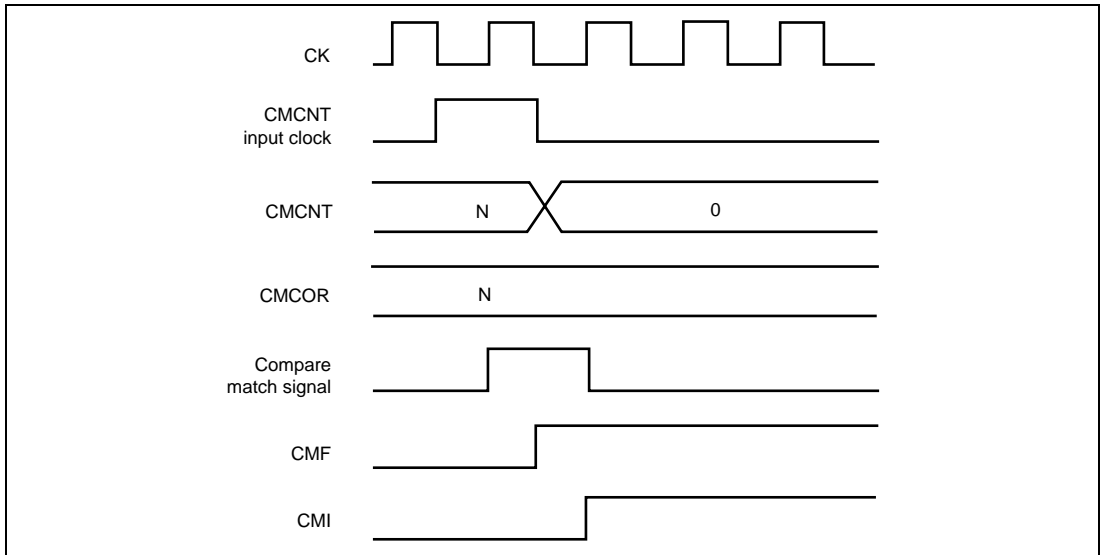 CK
CMCNT
input clock
CMCNT
N
0
CMCOR
N
Compare
match signal
CMF
CMI